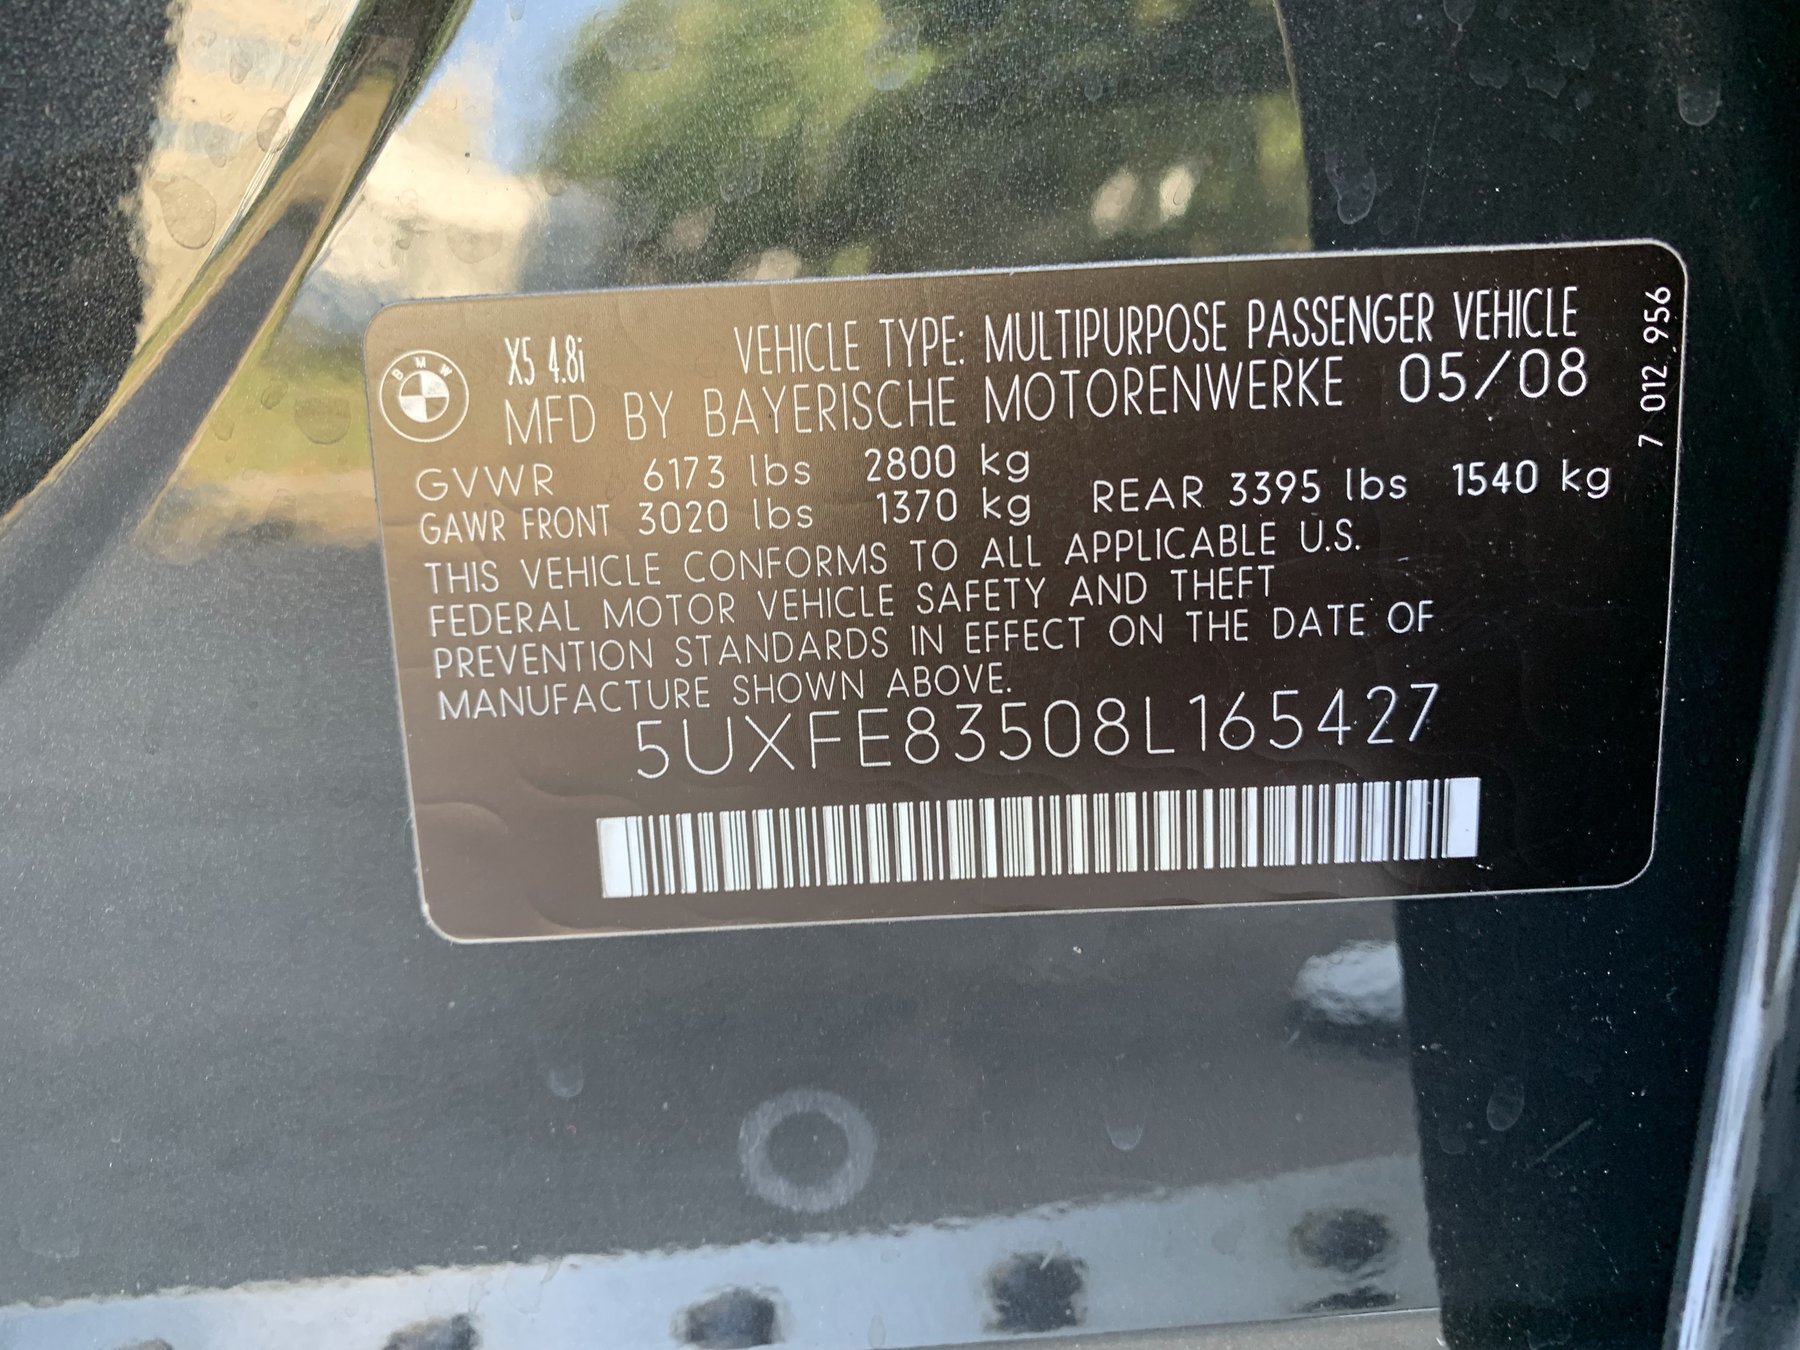 BMW
X5 4.8i VEHICLE TYPE: MULTIPURPOSE PASSENGER VEHICLE
MFD BY BAYERISCHE MOTORENWERKE 05/08
GVWR 6173 lbs 2800 kg
GAWR FRONT 3020 lbs 1370 kg REAR 3395 lbs 1540 kg
THIS VEHICLE CONFORMS TO ALL APPLICABLE U.S.
FEDERAL MOTOR VEHICLE SAFETY AND THEFT
PREVENTION STANDARDS IN EFFECT ON THE DATE OF
MANUFACTURE SHOWN ABOVE.
5UXFE83508L165427
7 012 956